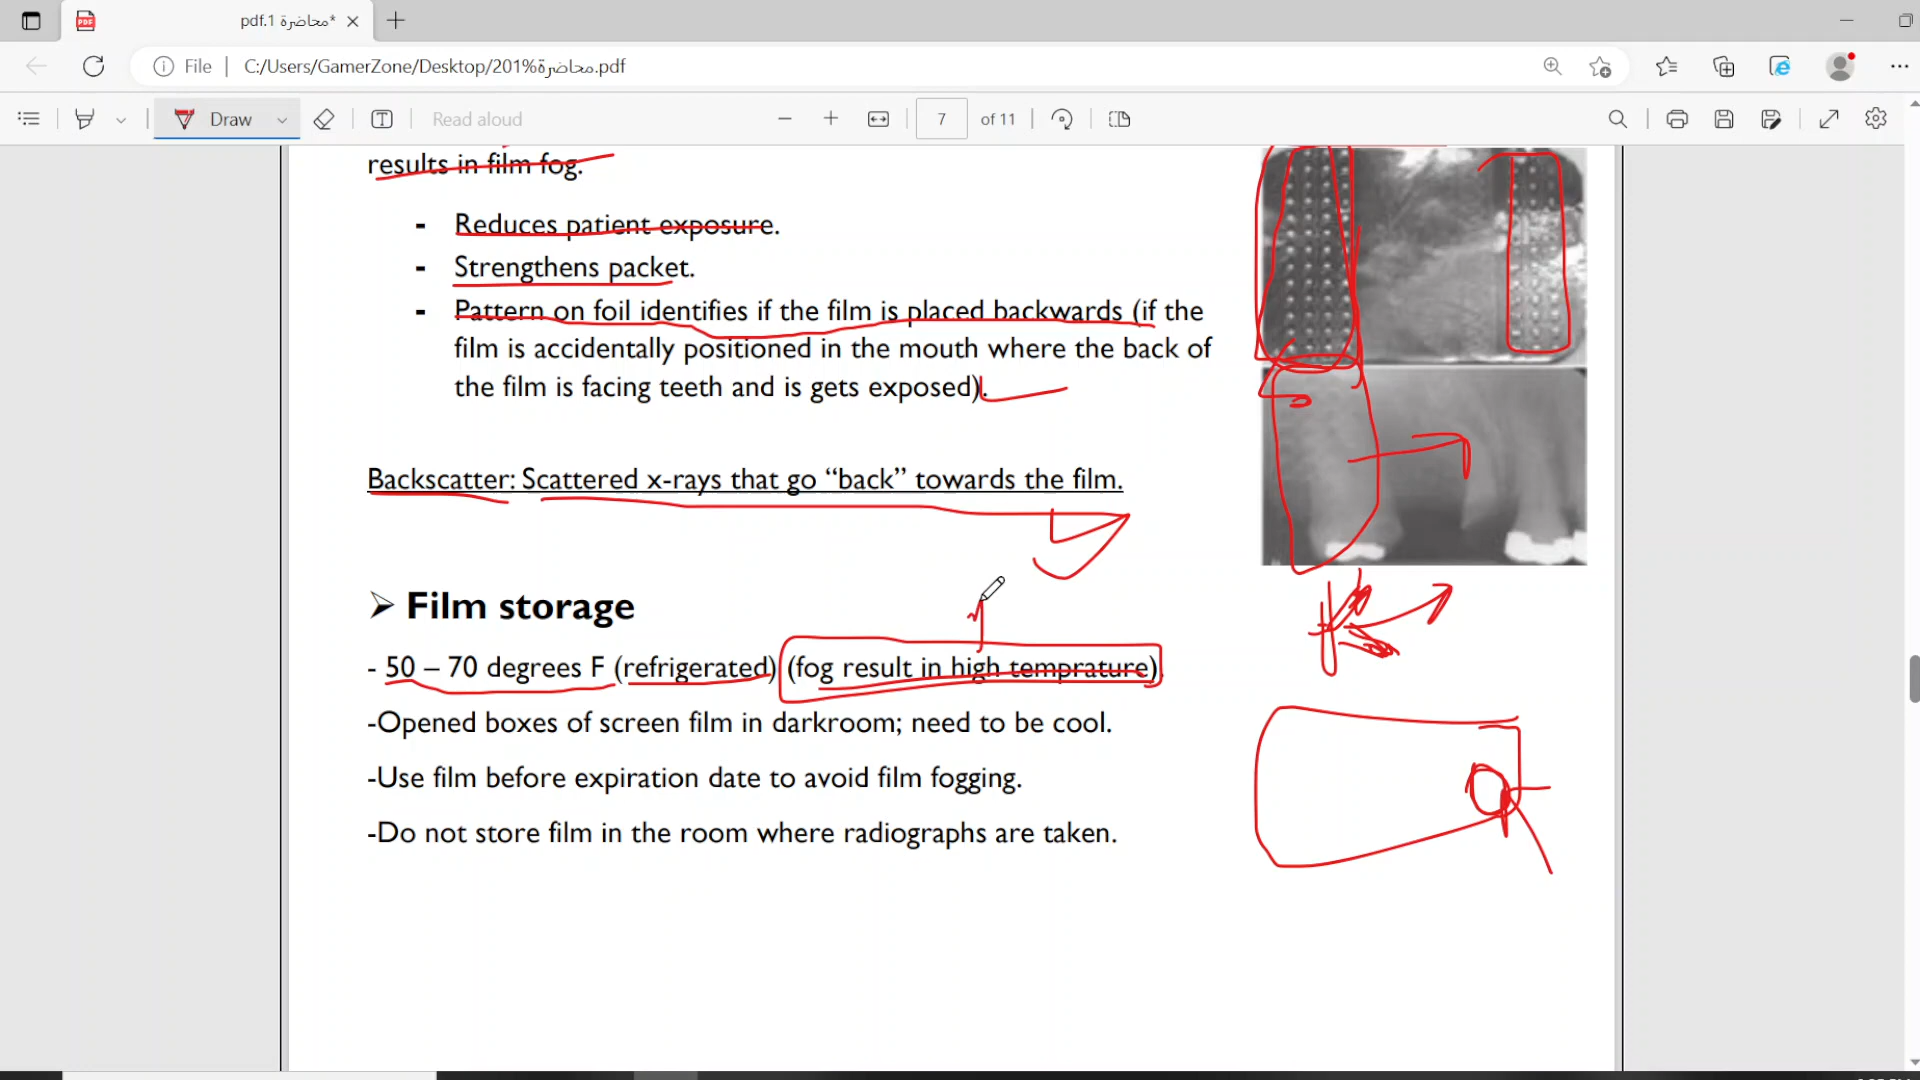 pdf.1 محاضرة*
File
C:/Users/GamerZone/Desktop/201%محاضرة.pdf
Draw
Read aloud
7
of 11
results in film fog.
- Reduces patient exposure.
- Strengthens packet.
- Pattern on foil identifies if the film is placed backwards (if the
film is accidentally positioned in the mouth where the back of
the film is facing teeth and is gets exposed).
Backscatter: Scattered x-rays that go “back” towards the film.
➢ Film storage
- 50 – 70 degrees F (refrigerated) (fog result in high temprature)
-Opened boxes of screen film in darkroom; need to be cool.
-Use film before expiration date to avoid film fogging.
-Do not store film in the room where radiographs are taken.